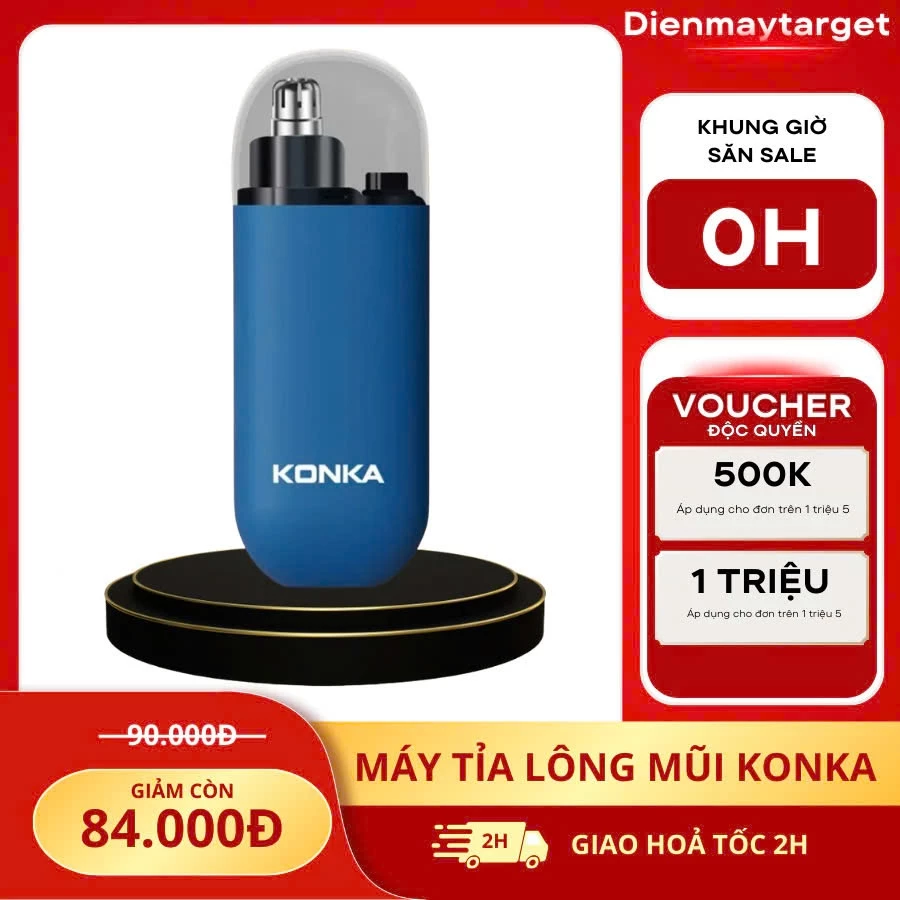 Dienmaytarget
KHUNG GIỜ
SĂN SALE
0H
VOUCHER
ĐỘC QUYỀN
500K
Áp dụng cho đơn trên 1 triệu 5
1 TRIỆU
Áp dụng cho đơn trên 1 triệu 5
KONKA
90.000Đ
GIẢM CÒN
84.000Đ
MÁY TỈA LÔNG MŨI KONKA
2H
GIAO HOẢ TỐC 2H